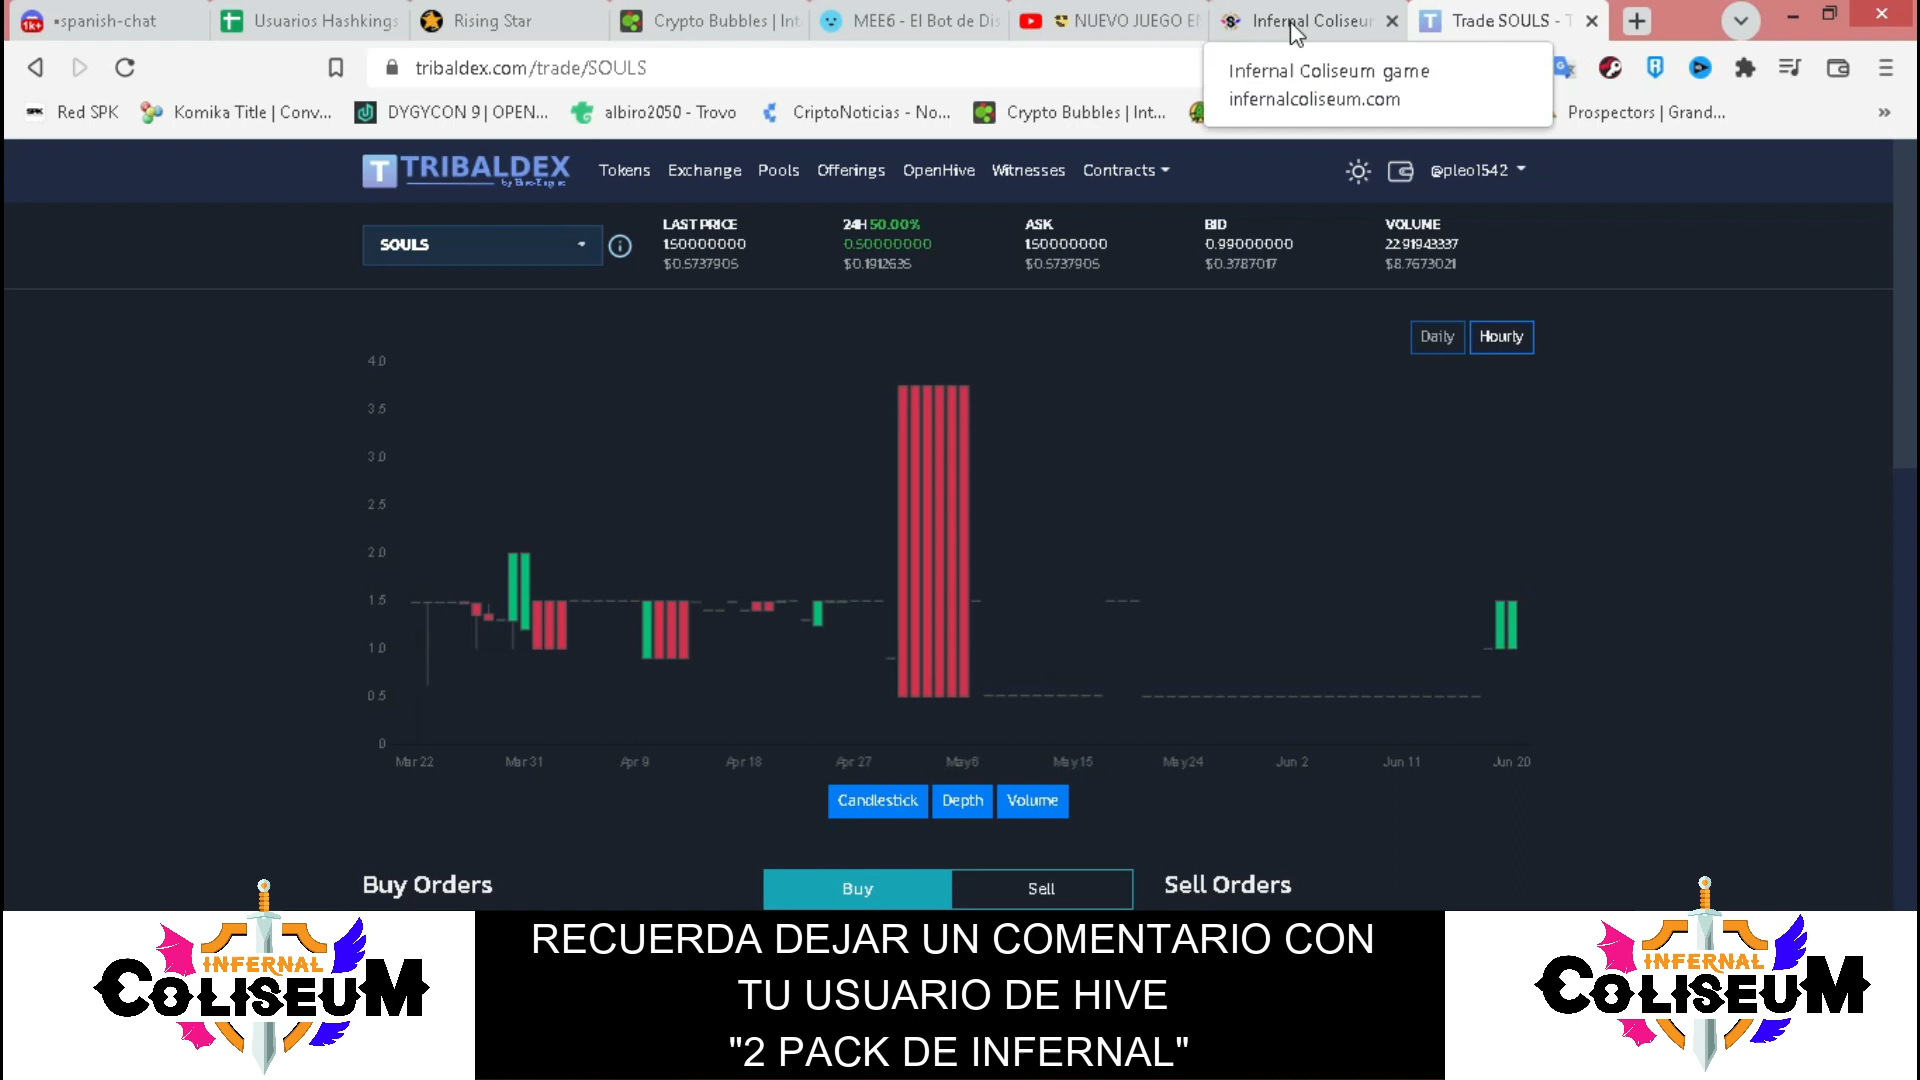 •spanish-chat
Usuarios Hashkings
Rising Star
Crypto Bubbles | Int
MEE6 - El Bot de Dis
NUEVO JUEGO E
Infernal Coliseu
Trade SOULS - T
tribaldex.com/trade/SOULS
Infernal Coliseum game
infernalcoliseum.com
SPK Red SPK
Komika Title | Conv...
DYGYCON 9 | OPEN...
albiro2050 - Trovo
CriptoNoticias - No...
Crypto Bubbles | Int...
Prospectors | Grand...
»
T TRIBALDEX
by Hive-Engine
Tokens
Exchange
Pools
Offerings
OpenHive
Witnesses
Contracts
@pleo1542
SOULS
LAST PRICE
1.50000000
$0.5737905
24H 50.00%
0.50000000
$0.1912635
ASK
1.50000000
$0.5737905
BID
0.99000000
$0.3787017
VOLUME
22.91943337
$8.7673021
Daily
Hourly
4.0
3.5
3.0
2.5
2.0
1.5
1.0
0.5
0
Mar 22
Mar 31
Apr 9
Apr 18
Apr 27
May 6
May 15
May 24
Jun 2
Jun 11
Jun 20
Candlestick
Depth
Volume
Buy Orders
Buy
Sell
Sell Orders
INFERNAL
COLISEUM
RECUERDA DEJAR UN COMENTARIO CON
TU USUARIO DE HIVE
"2 PACK DE INFERNAL"
INFERNAL
COLISEUM